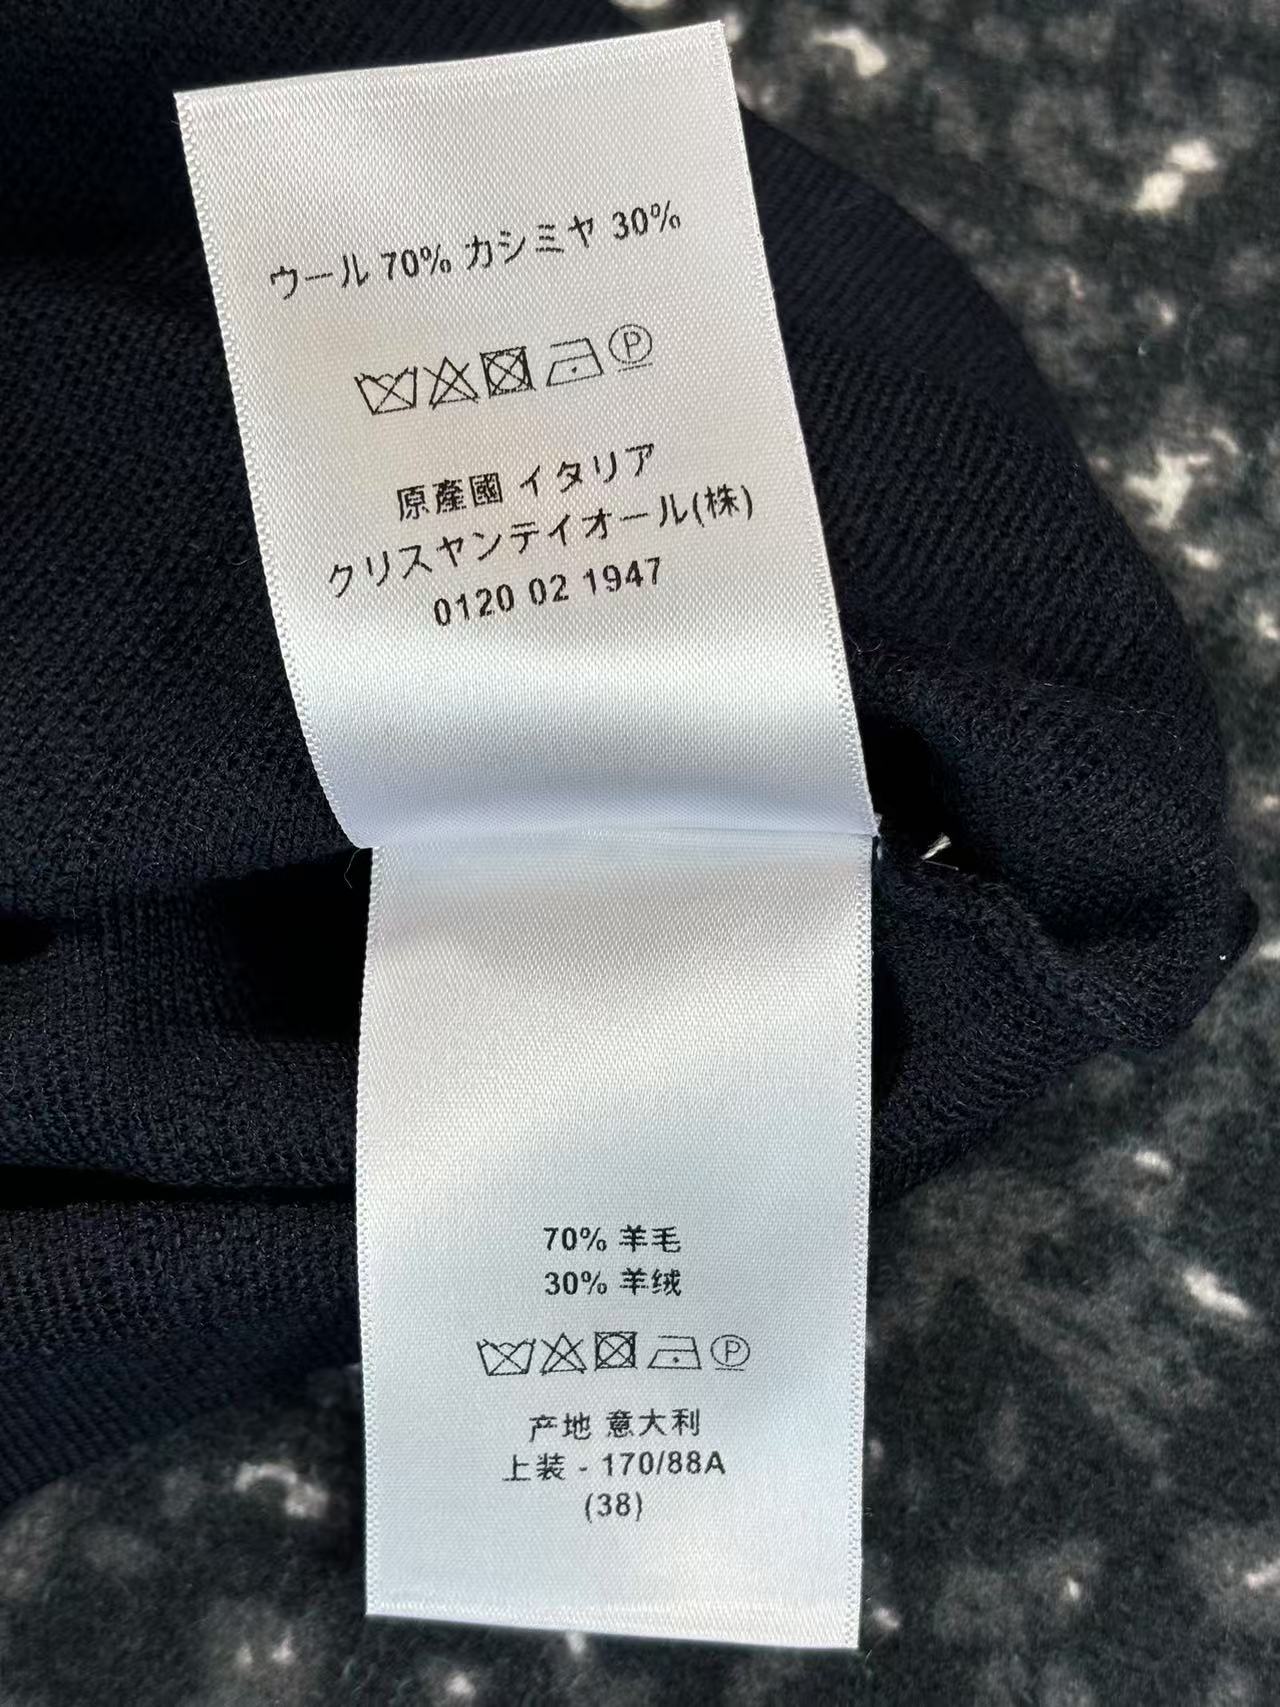 ウール 70% カシミヤ 30%
P
原産國 イタリア
クリスヤンテイオール(株)
0120 02 1947
70% 羊毛
30% 羊绒
P
产地 意大利
上装 - 170/88A
(38)